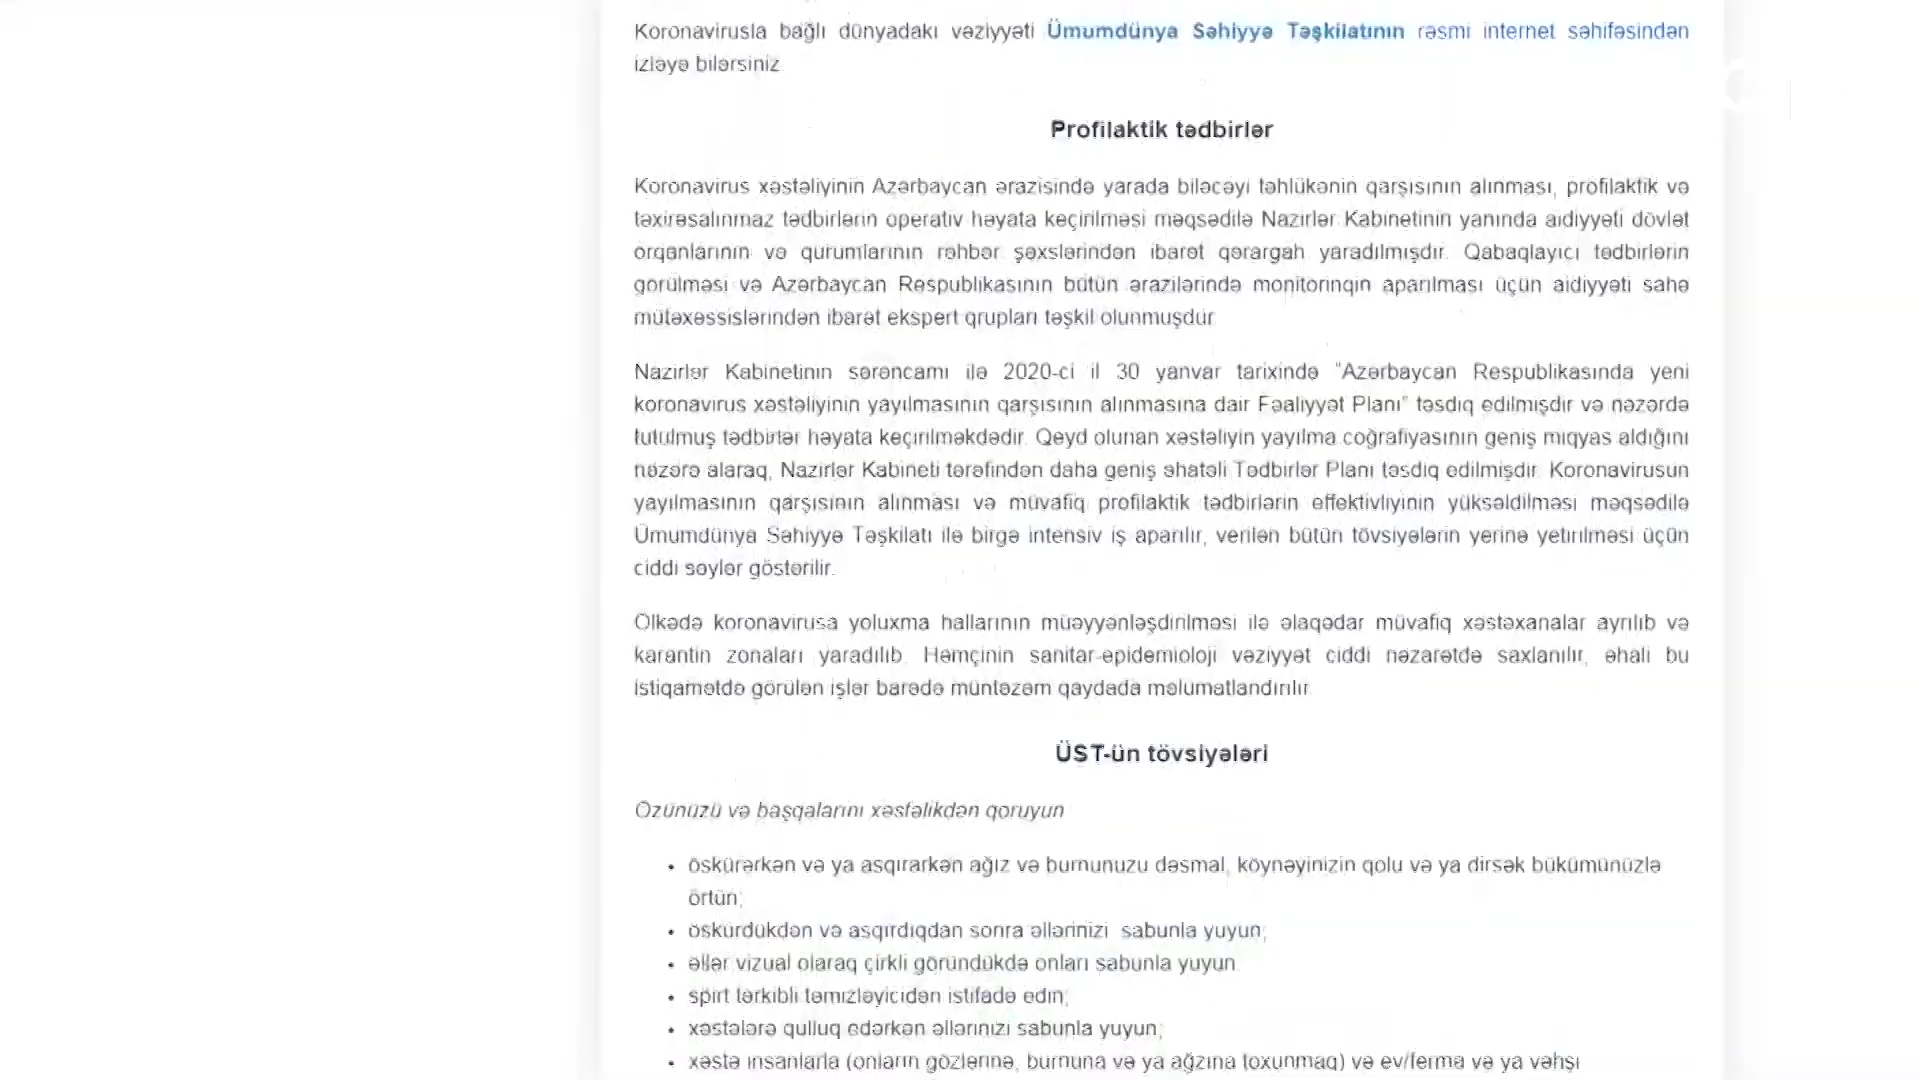 Koronavirusla bağlı dünyadakı vəziyyəti Ümumdünya Səhiyyə Təşkilatının rəsmi internet səhifəsindən
izləyə bilərsiniz
Profilaktik tədbirlər
Koronavirus xəstəliyinin Azərbaycan ərazisində yarada biləcəyi təhlükənin qarşısının alınması, profilaktik və
təxirəsalınmaz tədbirlərin operativ həyata keçirilməsi məqsədilə Nazirlər Kabinetinin yanında aidiyyəti dövlət
orqanlarının və qurumlarının rəhbər şəxslərindən ibarət qərargah yaradılmışdır. Qabaqlayıcı tədbirlərin
görülməsi və Azərbaycan Respublikasının bütün ərazilərində monitorinqin aparılması üçün aidiyyəti sahə
mütəxəssislərindən ibarət ekspert qrupları təşkil olunmuşdur
Nazirlər Kabinetinin sərəncamı ilə 2020-ci il 30 yanvar tarixində "Azərbaycan Respublikasında yeni
koronavirus xəstəliyinin yayılmasının qarşısının alınmasına dair Fəaliyyət Planı" təsdiq edilmişdir və nəzərdə
tutulmuş tədbirlər həyata keçirilməkdədir. Qeyd olunan xəstəliyin yayılma coğrafiyasının geniş miqyas aldığını
nəzərə alaraq, Nazirlər Kabineti tərəfindən daha geniş əhatəli Tədbirlər Planı təsdiq edilmişdir. Koronavirusun
yayılmasının qarşısının alınması və müvafiq profilaktik tədbirlərin effektivliyinin yüksəldilməsi məqsədilə
Ümumdünya Səhiyyə Təşkilatı ilə birgə intensiv iş aparılır, verilən bütün tövsiyələrin yerinə yetirilməsi üçün
ciddi səylər göstərilir.
Ölkədə koronavirusa yoluxma hallarının müəyyənləşdirilməsi ilə əlaqədar müvafiq xəstəxanalar ayrılıb və
karantin zonaları yaradılıb. Həmçinin sanitar-epidemioloji vəziyyət ciddi nəzarətdə saxlanılır, əhali bu
istiqamətdə görülən işlər barədə müntəzəm qaydada məlumatlandırılır
ÜST-ün tövsiyələri
Özünüzü və başqalarını xəstəlikdən qoruyun
• öskürərkən və ya asqırarkən ağız və burnunuzu dəsmal, köynəyinizin qolu və ya dirsək bükümünüzlə
örtün;
• öskürdükdən və asqırdıqdan sonra əllərinizi sabunla yuyun;
• əllər vizual olaraq çirkli göründükdə onları sabunla yuyun
• spirt tərkibli təmizləyicidən istifadə edin;
• xəstələrə qulluq edərkən əllərinizi sabunla yuyun;
• xəstə insanlarla (onların gözlərinə, burnuna və ya ağzına toxunmaq) və ev/ferma və ya vəhşi